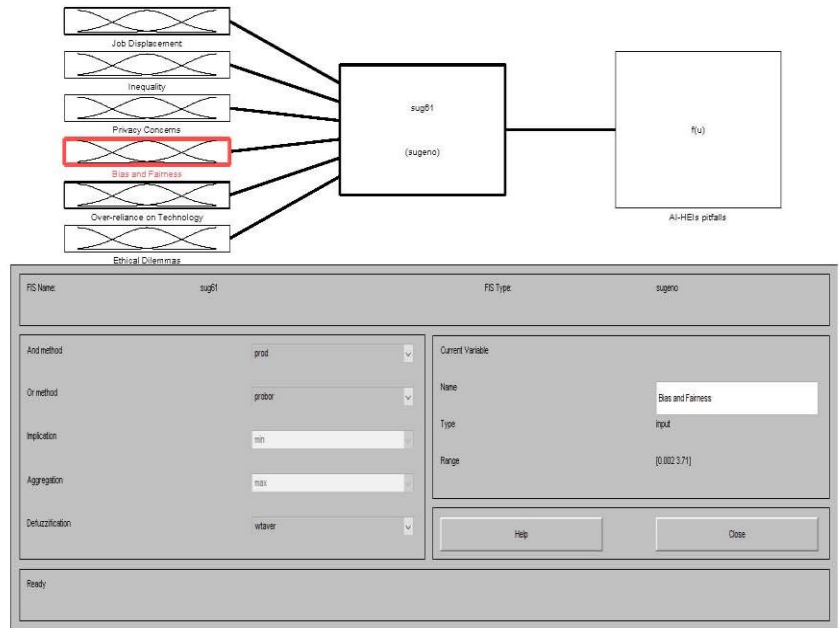 Job Displacement
Inequality
Privacy Concerns
Bias and Fairness
Over-reliance on Technology
Ethical Dilemmas
sug61
(sugeno)
f(u)
AI-HEIs pitfalls
FIS Name: sug61 FIS Type: sugeno
And method prod
Or method probor
Implication min
Aggregation max
Defuzzification wtaver
Current Variable
Name Bias and Fairness
Type input
Range [0.002 3.71]
Help Close
Ready